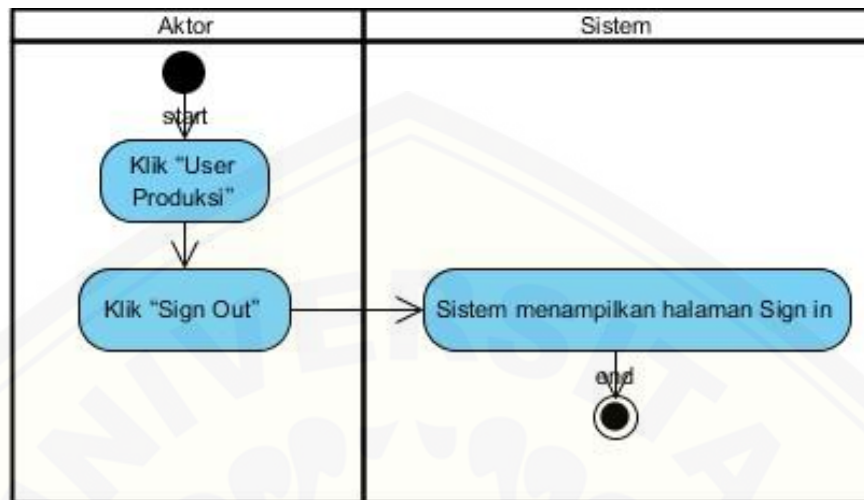 Aktor
Sistem
start
Klik “User
Produksi”
Klik “Sign Out”
Sistem menampilkan halaman Sign in
end